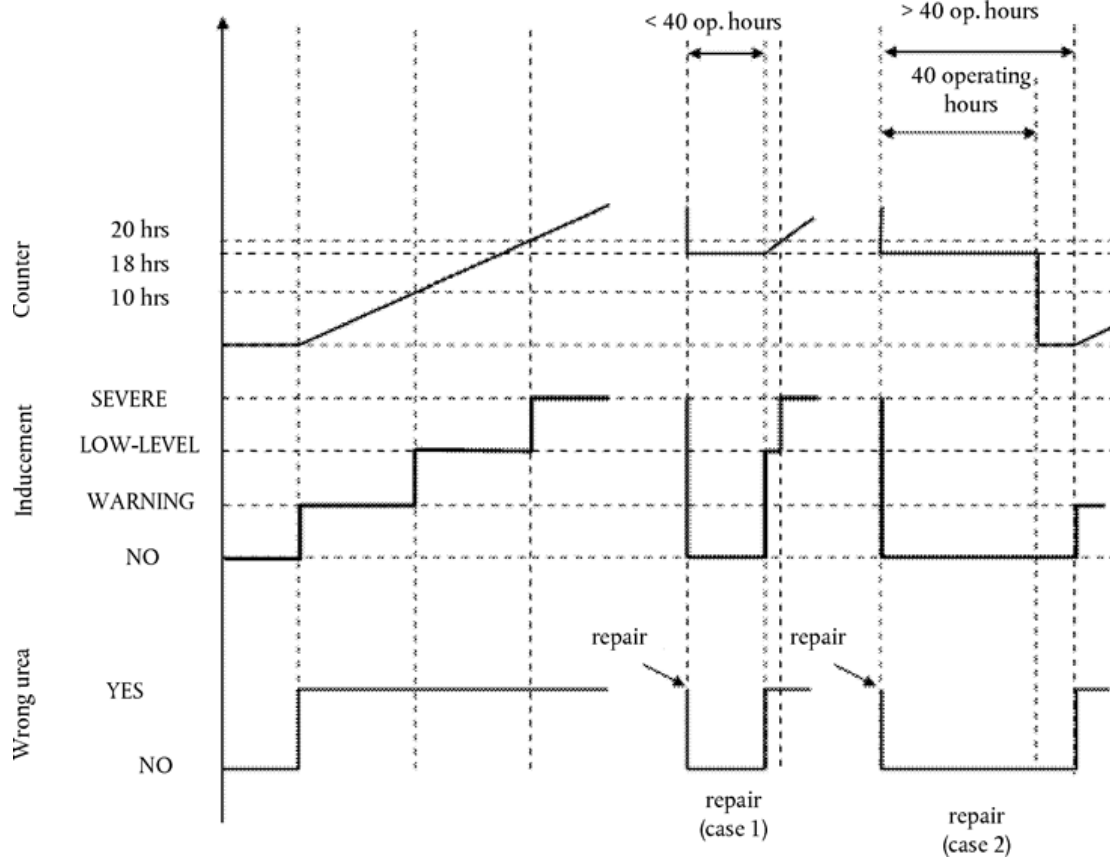 < 40 op. hours
> 40 op. hours
40 operating
hours
Counter
20 hrs
18 hrs
10 hrs
Inducement
SEVERE
LOW-LEVEL
WARNING
NO
Wrong urea
YES
NO
repair
repair
repair
(case 1)
repair
(case 2)